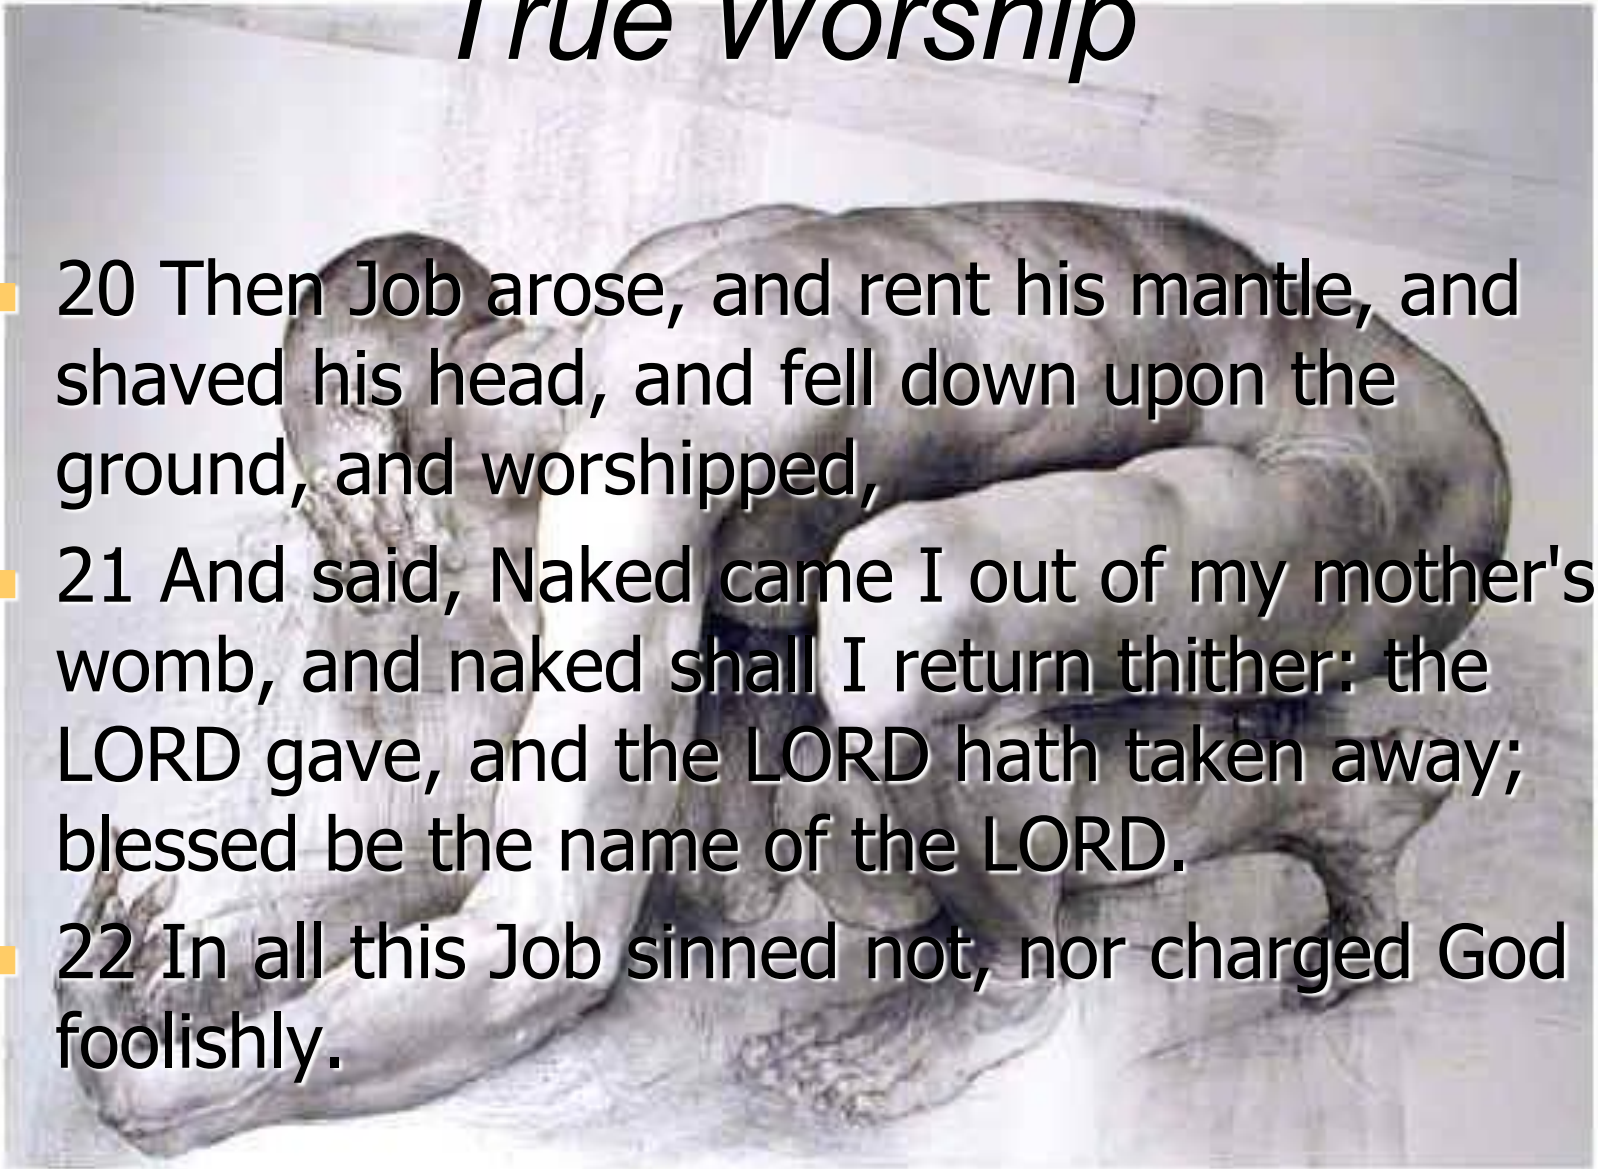 True Worship
20 Then Job arose, and rent his mantle, and
shaved his head, and fell down upon the
ground, and worshipped,
21 And said, Naked came I out of my mother's
womb, and naked shall I return thither: the
LORD gave, and the LORD hath taken away;
blessed be the name of the LORD.
22 In all this Job sinned not, nor charged God
foolishly.